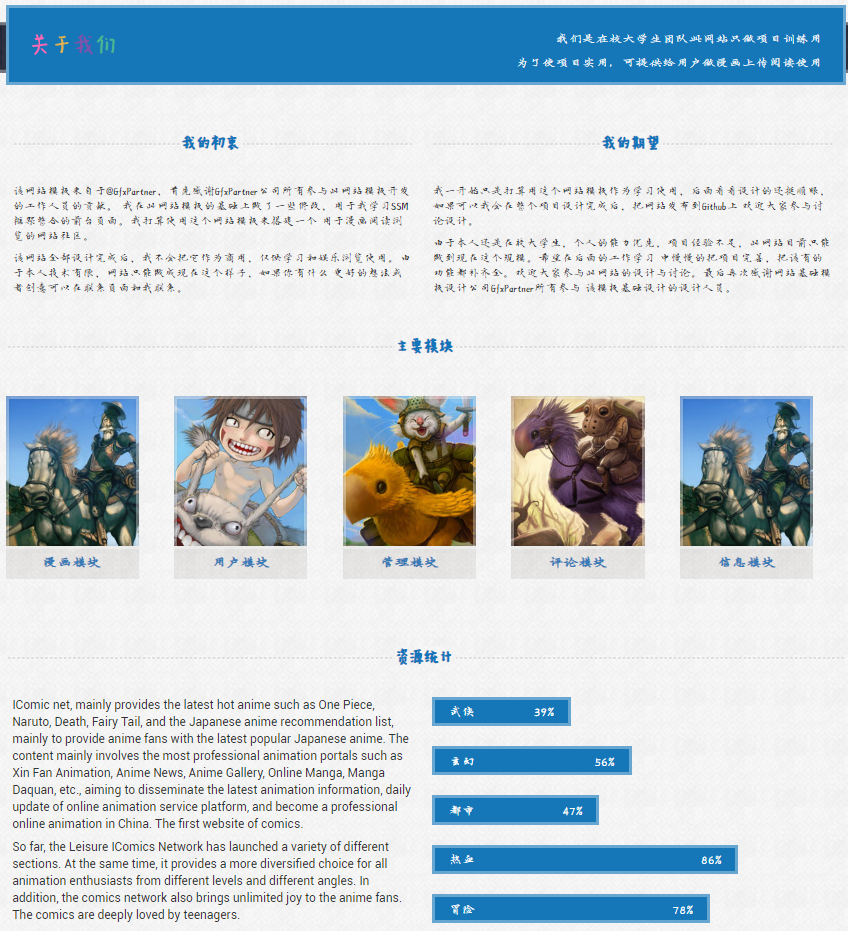 关于我们
我们是在校大学生团队此网站只做项目训练用
为了使项目实用，可提供给用户做漫画上传阅读使用
我的初衷
该网站模板来自于@GfxPartner，首先感谢GfxPartner公司所有参与此网站模板开发
的工作人员的贡献。 我在此网站模板的基础上做了一些修改，用于我学习SSM
框架整合的前台页面。我打算使用这个网站模板来搭建一个 用于漫画阅读浏
览的网站社区。
该网站全部设计完成后，我不会把它作为商用，仅供学习和娱乐浏览使用。由
于本人技术有限，网站只能做成现在这个样子，如果你有什么 更好的想法或
者创意可以在联系页面和我联系。
我的期望
我一开始只是打算用这个网站模板作为学习使用，后面看着设计的还挺顺眼，
如果可以我会在整个项目设计完成后，把网站发布到Github上 欢迎大家参与讨
论设计。
由于本人还是在校大学生，个人的能力优先，项目经验不足，此网站目前只能
做到现在这个规模。希望在后面的工作学习 中慢慢的把项目完善，把该有的
功能都补齐全。欢迎大家参与此网站的设计与讨论。最后再次感谢网站基础模
板设计公司GfxPartner所有参与 该模板基础设计的设计人员。
主要模块
漫画模块
用户模块
管理模块
评论模块
信息模块
资源统计
IComic net, mainly provides the latest hot anime such as One Piece,
Naruto, Death, Fairy Tail, and the Japanese anime recommendation list,
mainly to provide anime fans with the latest popular Japanese anime. The
content mainly involves the most professional animation portals such as
Xin Fan Animation, Anime News, Anime Gallery, Online Manga, Manga
Daquan, etc., aiming to disseminate the latest animation information, daily
update of online animation service platform, and become a professional
online animation in China. The first website of comics.
So far, the Leisure IComics Network has launched a variety of different
sections. At the same time, it provides a more diversified choice for all
animation enthusiasts from different levels and different angles. In
addition, the comics network also brings unlimited joy to the anime fans.
The comics are deeply loved by teenagers.
武侠 39%
玄幻 56%
都市 47%
热血 86%
冒险 78%